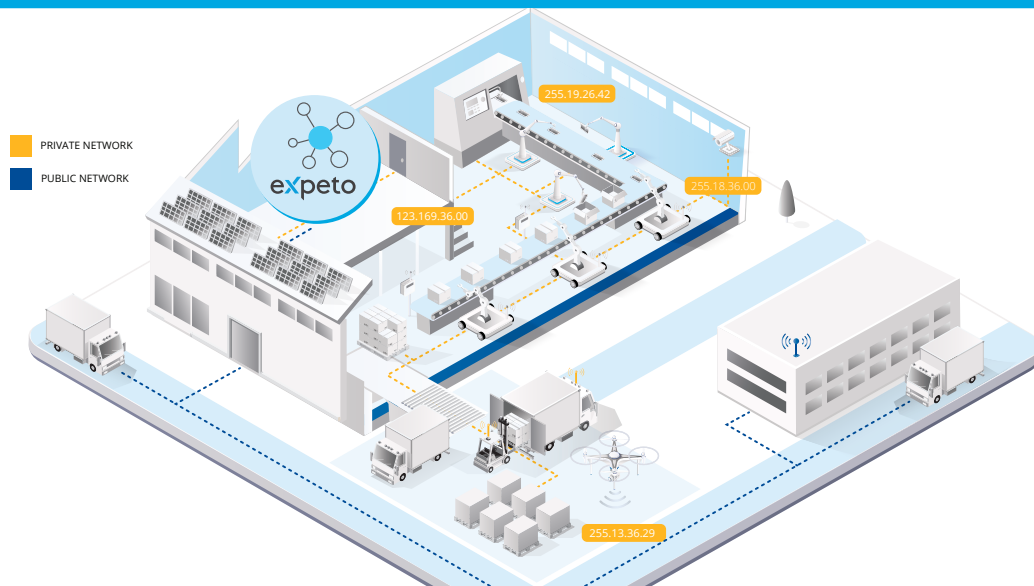 255.19.26.42
PRIVATE NETWORK
PUBLIC NETWORK
expeto
255.18.36.00
123.169.36.00
255.13.36.29